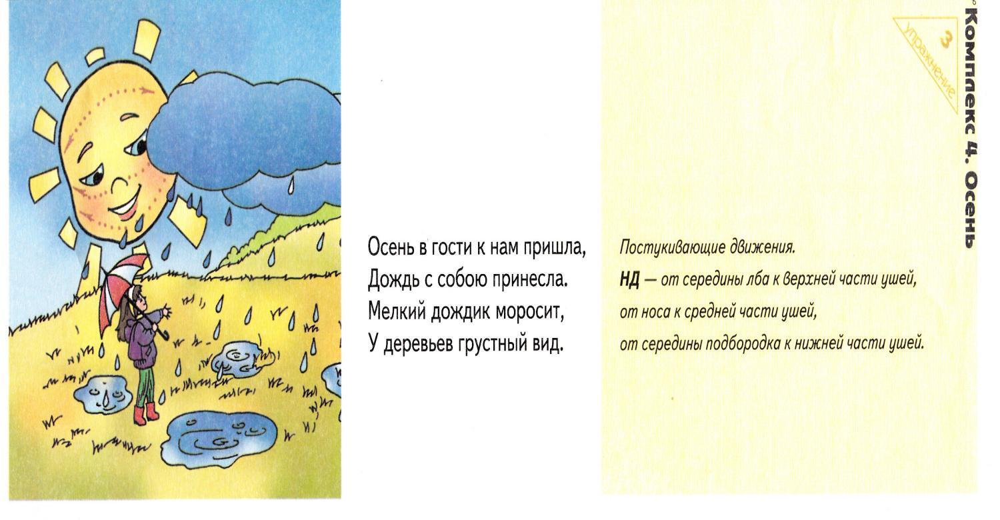 Комплекс 4. Осень
3
упражнение
Осень в гости к нам пришла,
Дождь с собою принесла.
Мелкий дождик моросит,
У деревьев грустный вид.
Постукивающие движения.
НД — от середины лба к верхней части ушей,
от носа к средней части ушей,
от середины подбородка к нижней части ушей.